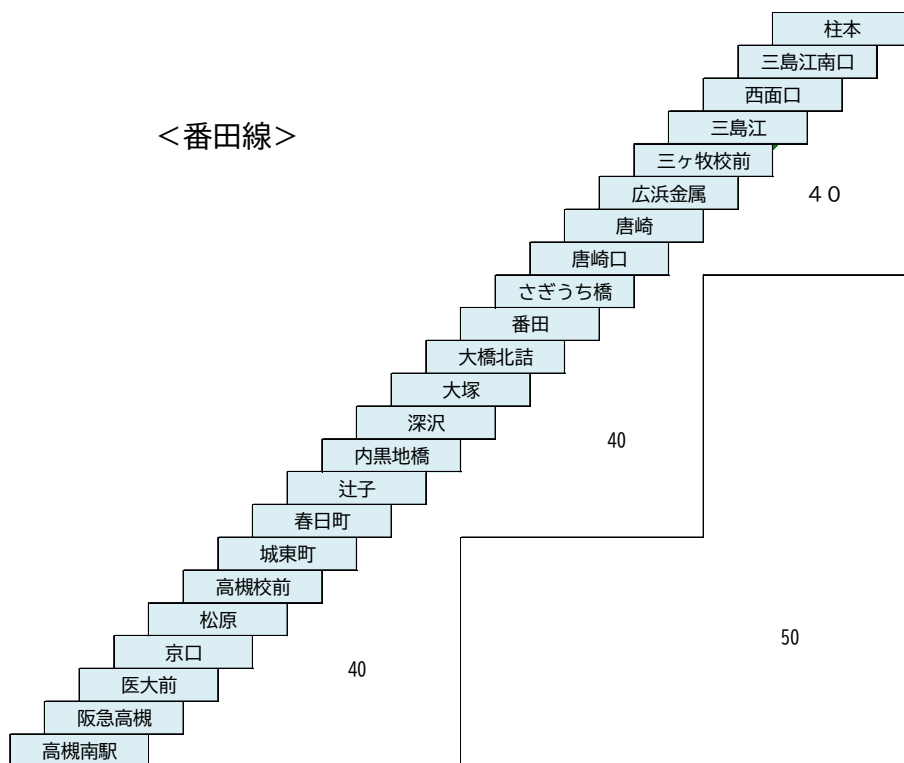 柱本
三島江南口
西面口
<番田線>
三島江
三ヶ牧校前
広浜金属
４０
唐崎
唐崎口
さぎうち橋
番田
大橋北詰
大塚
深沢
40
内黒地橋
辻子
春日町
城東町
高槻校前
松原
50
京口
40
医大前
阪急高槻
高槻南駅